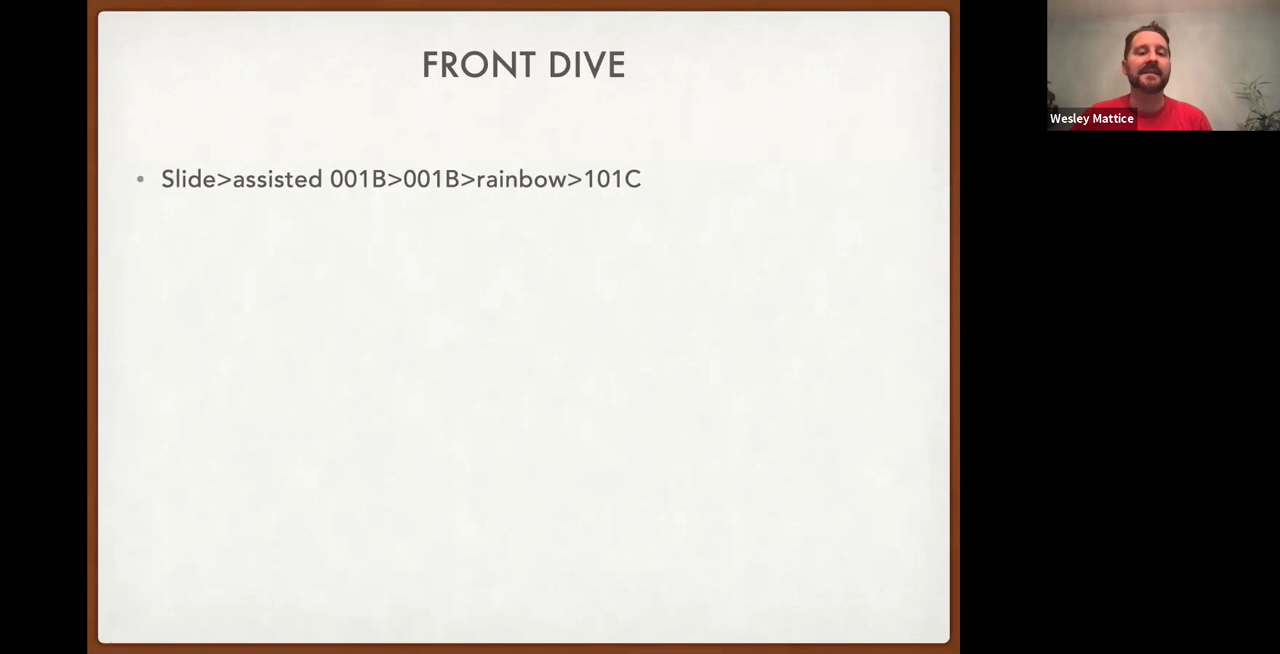 FRONT DIVE
• Slide>assisted 001B>001B>rainbow>101C
Wesley Mattice